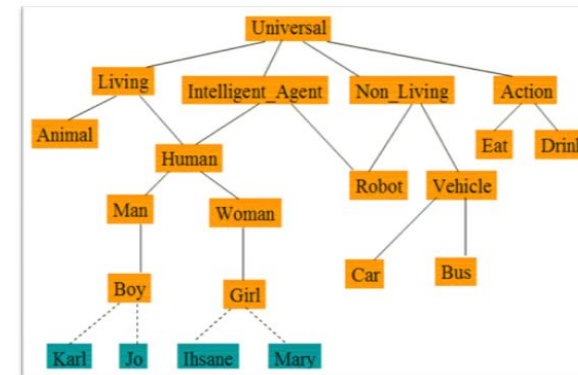 Universal
Living Intelligent_Agent Non_Living Action
Animal Human Eat Drink
Robot Vehicle
Man Woman
Car Bus
Boy Girl
Karl Jo Ihsane Mary